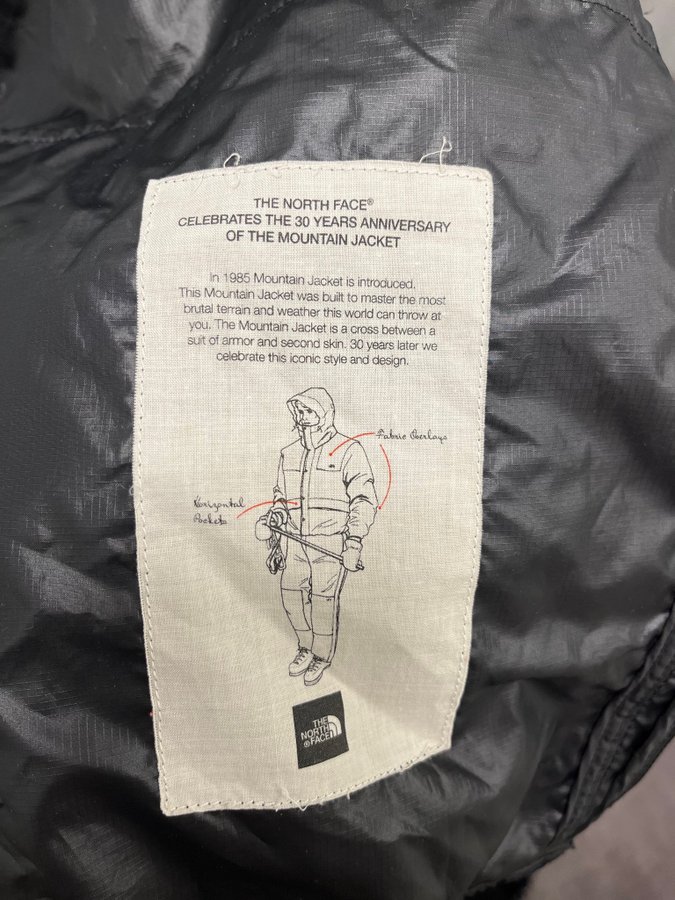 THE NORTH FACE®
CELEBRATES THE 30 YEARS ANNIVERSARY
OF THE MOUNTAIN JACKET
In 1985 Mountain Jacket is introduced.
This Mountain Jacket was built to master the most
brutal terrain and weather this world can throw at
you. The Mountain Jacket is a cross between a
suit of armor and second skin. 30 years later we
celebrate this iconic style and design.
Fabric Overlays
Horizontal
Pockets
THE
NORTH
FACE®